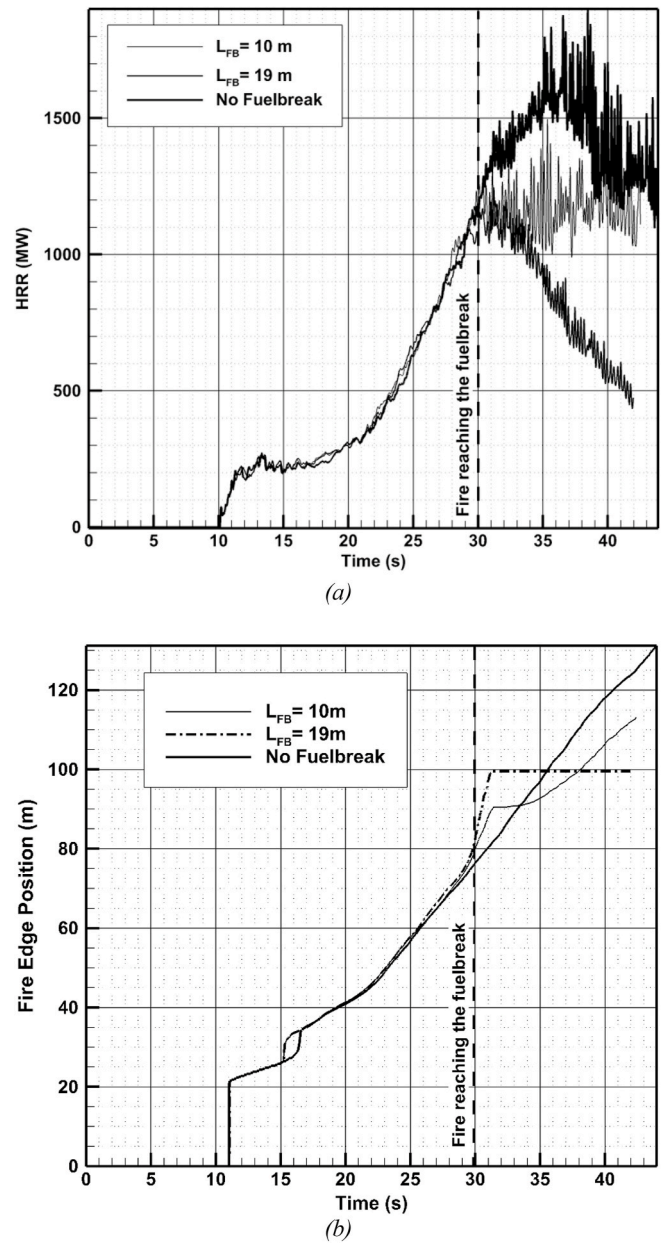 L_FB = 10 m
L_FB = 19 m
No Fuelbreak
HRR (MW)
1500
1000
500
0
Fire reaching the fuelbreak
0 5 10 15 20 25 30 35 40
Time (s)
(a)
L_FB = 10m
L_FB = 19m
No Fuelbreak
Fire Edge Position (m)
120
100
80
60
40
20
0
Fire reaching the fuelbreak
0 5 10 15 20 25 30 35 40
Time (s)
(b)